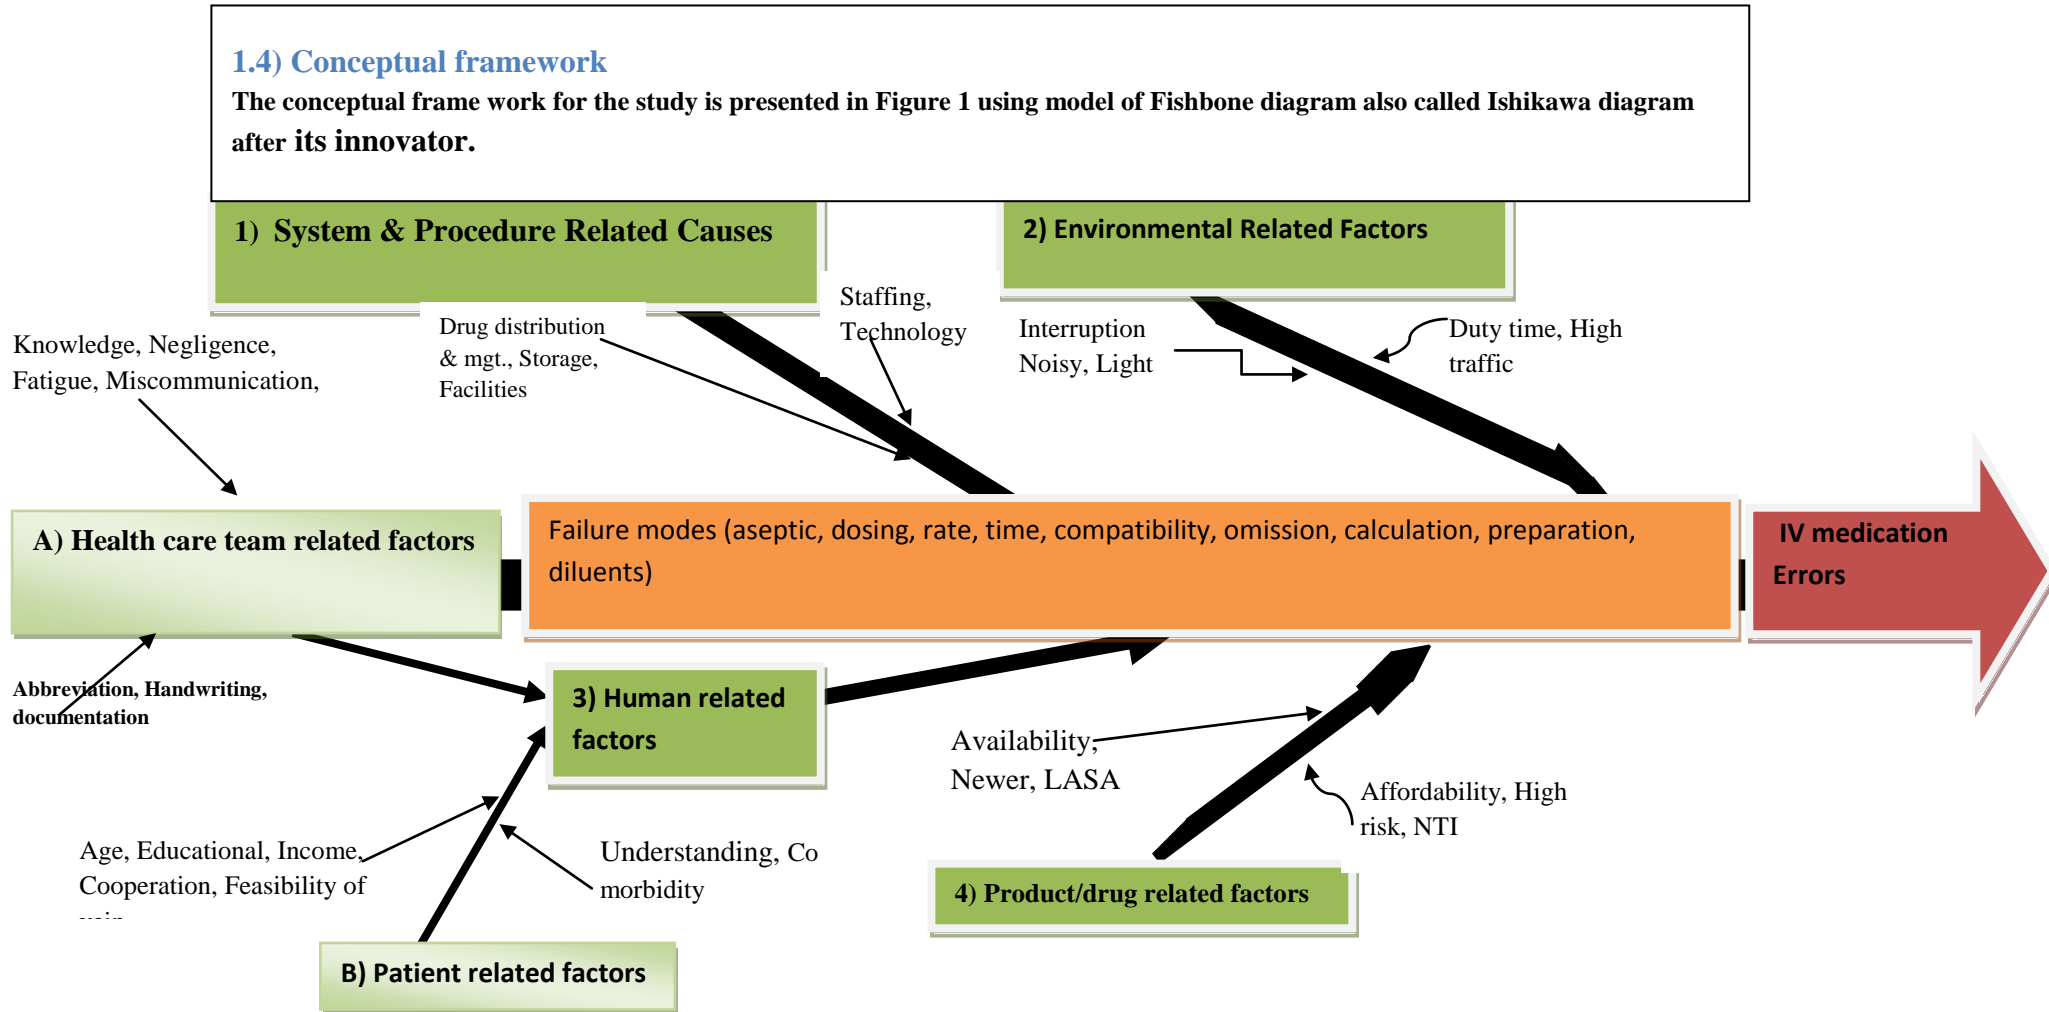 1.4) Conceptual framework
The conceptual frame work for the study is presented in Figure 1 using model of Fishbone diagram also called Ishikawa diagram
after its innovator.
1) System & Procedure Related Causes
2) Environmental Related Factors
Knowledge, Negligence,
Fatigue, Miscommunication,
Drug distribution
& mgt., Storage,
Facilities
Staffing,
Technology
Interruption
Noisy, Light
Duty time, High
traffic
A) Health care team related factors
Failure modes (aseptic, dosing, rate, time, compatibility, omission, calculation, preparation,
diluents)
IV medication
Errors
Abbreviation, Handwriting,
documentation
3) Human related
factors
Availability,
Newer, LASA
Affordability, High
risk, NTI
Age, Educational, Income,
Cooperation, Feasibility of
Understanding, Co
morbidity
4) Product/drug related factors
B) Patient related factors